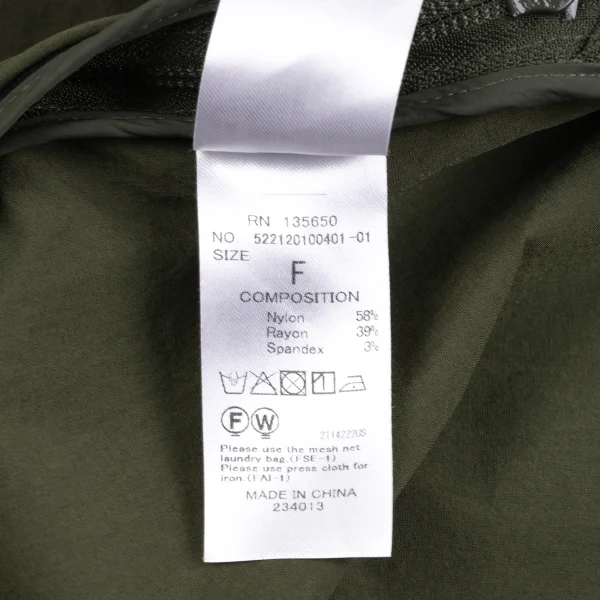 RN 135650
NO. 522120100401-01
SIZE
F
COMPOSITION
Nylon 58%
Rayon 39%
Spandex 3%
F W
2114222US
Please use the mesh net
laundry bag.(FSE-1)
Please use press cloth for
iron.(FAI-1)
MADE IN CHINA
234013